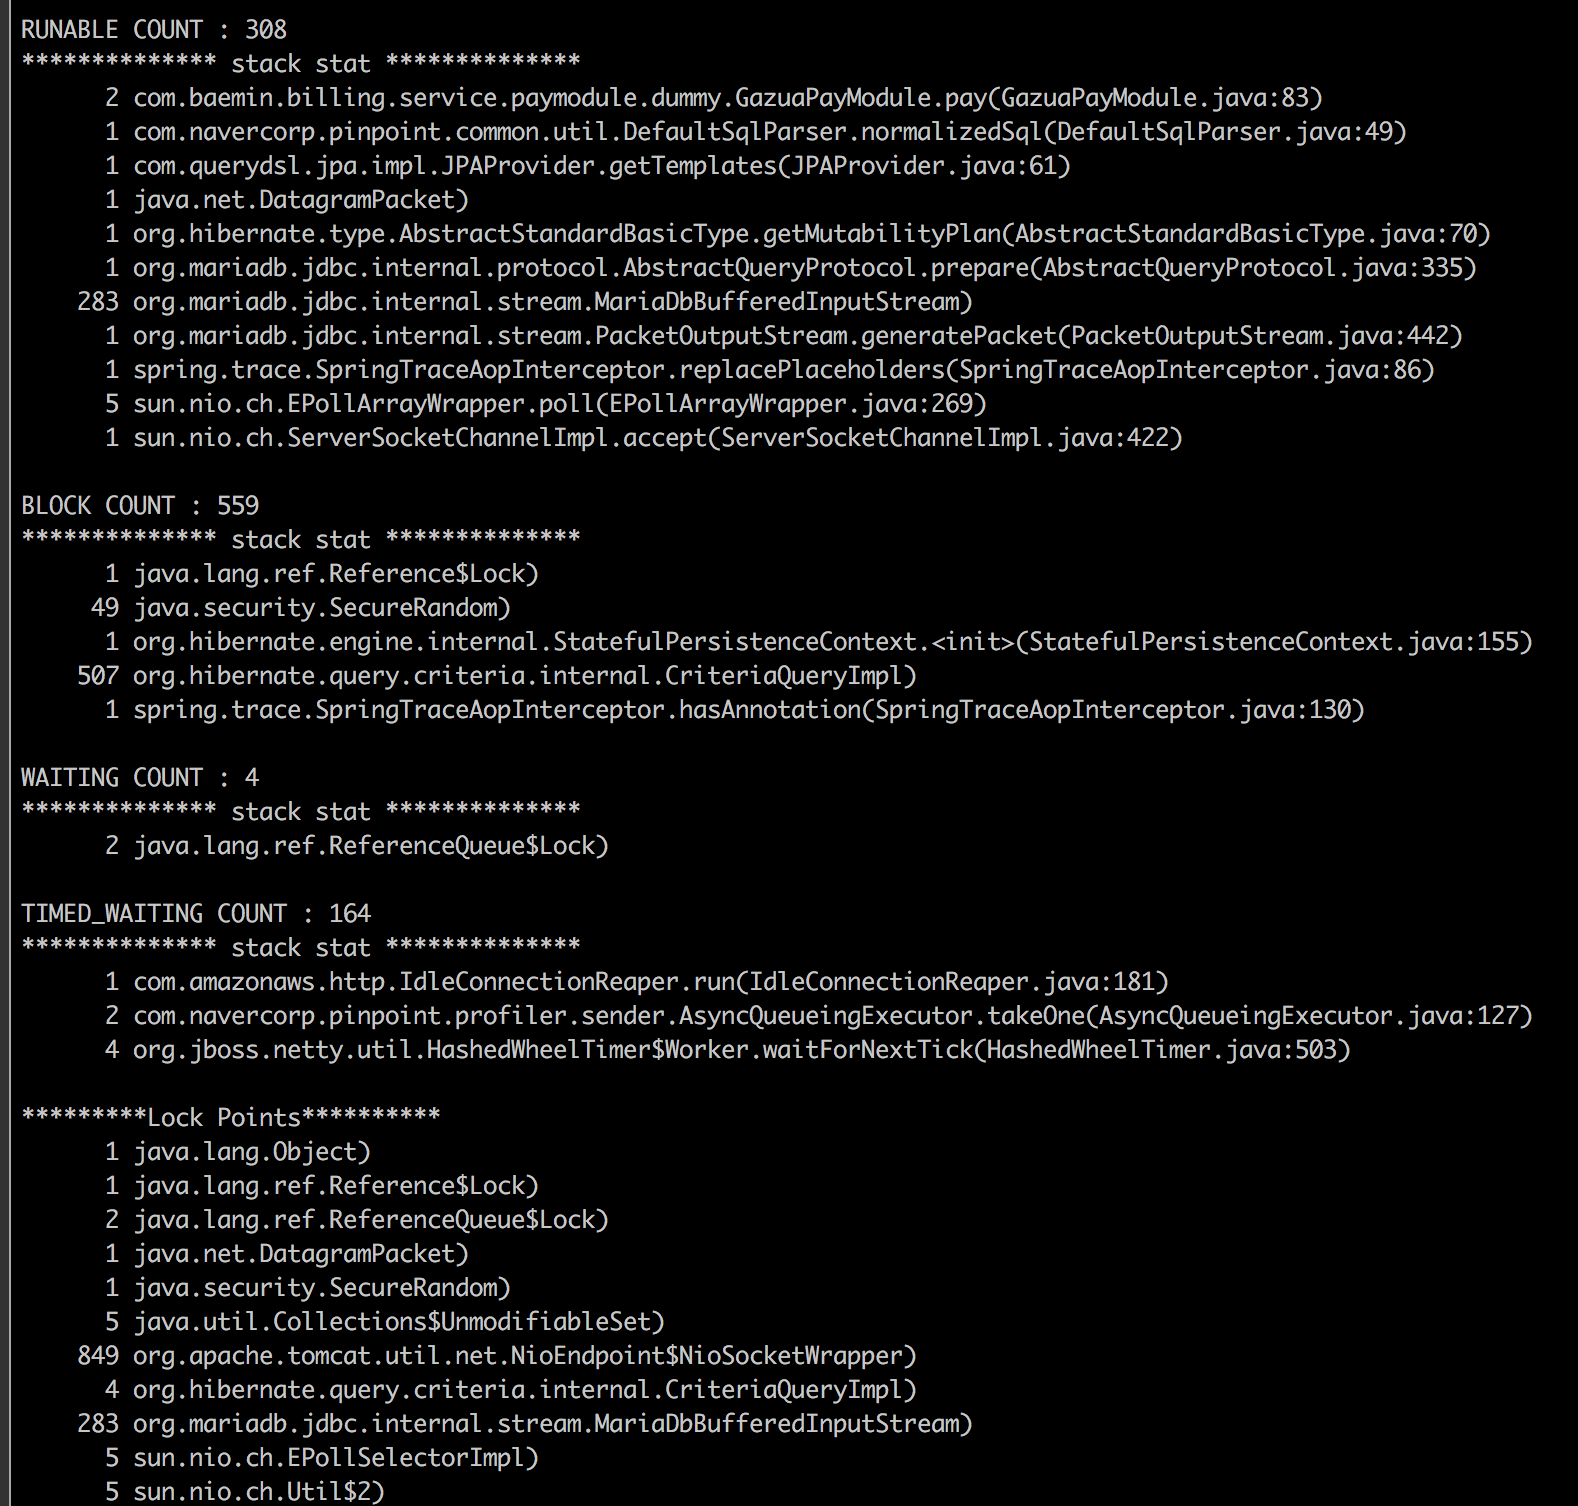 RUNABLE COUNT : 308
************** stack stat **************
2 com.baemin.billing.service.paymodule.dummy.GazuaPayModule.pay(GazuaPayModule.java:83)
1 com.navercorp.pinpoint.common.util.DefaultSqlParser.normalizedSql(DefaultSqlParser.java:49)
1 com.querydsl.jpa.impl.JPAProvider.getTemplates(JPAProvider.java:61)
1 java.net.DatagramPacket)
1 org.hibernate.type.AbstractStandardBasicType.getMutabilityPlan(AbstractStandardBasicType.java:70)
1 org.mariadb.jdbc.internal.protocol.AbstractQueryProtocol.prepare(AbstractQueryProtocol.java:335)
283 org.mariadb.jdbc.internal.stream.MariaDbBufferedInputStream)
1 org.mariadb.jdbc.internal.stream.PacketOutputStream.generatePacket(PacketOutputStream.java:442)
1 spring.trace.SpringTraceAopInterceptor.replacePlaceholders(SpringTraceAopInterceptor.java:86)
5 sun.nio.ch.EPollArrayWrapper.poll(EPollArrayWrapper.java:269)
1 sun.nio.ch.ServerSocketChannelImpl.accept(ServerSocketChannelImpl.java:422)
BLOCK COUNT : 559
************** stack stat **************
1 java.lang.ref.Reference$Lock)
49 java.security.SecureRandom)
1 org.hibernate.engine.internal.StatefulPersistenceContext.<init>(StatefulPersistenceContext.java:155)
507 org.hibernate.query.criteria.internal.CriteriaQueryImpl)
1 spring.trace.SpringTraceAopInterceptor.hasAnnotation(SpringTraceAopInterceptor.java:130)
WAITING COUNT : 4
************** stack stat **************
2 java.lang.ref.ReferenceQueue$Lock)
TIMED_WAITING COUNT : 164
************** stack stat **************
1 com.amazonaws.http.IdleConnectionReaper.run(IdleConnectionReaper.java:181)
2 com.navercorp.pinpoint.profiler.sender.AsyncQueueingExecutor.takeOne(AsyncQueueingExecutor.java:127)
4 org.jboss.netty.util.HashedWheelTimer$Worker.waitForNextTick(HashedWheelTimer.java:503)
*********Lock Points**********
1 java.lang.Object)
1 java.lang.ref.Reference$Lock)
2 java.lang.ref.ReferenceQueue$Lock)
1 java.net.DatagramPacket)
1 java.security.SecureRandom)
5 java.util.Collections$UnmodifiableSet)
849 org.apache.tomcat.util.net.NioEndpoint$NioSocketWrapper)
4 org.hibernate.query.criteria.internal.CriteriaQueryImpl)
283 org.mariadb.jdbc.internal.stream.MariaDbBufferedInputStream)
5 sun.nio.ch.EPollSelectorImpl)
5 sun.nio.ch.Util$2)